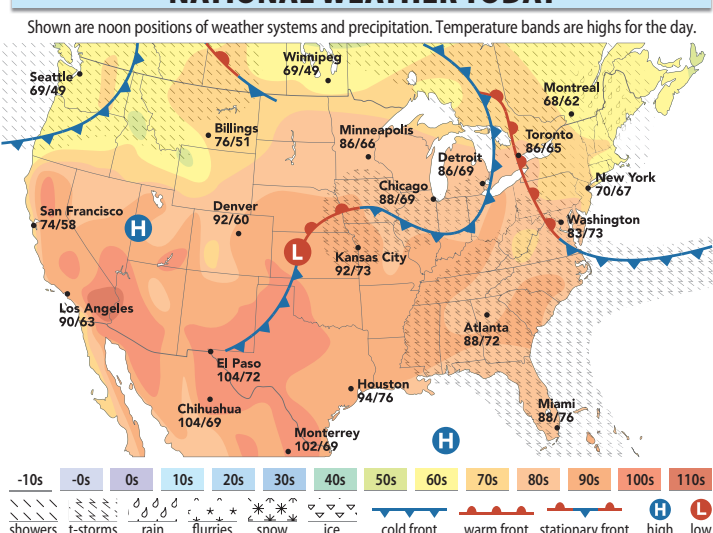 NATIONAL WEATHER TODAY
Shown are noon positions of weather systems and precipitation. Temperature bands are highs for the day.
Seattle
69/49
Winnipeg
69/49
Montreal
68/62
Billings
76/51
Minneapolis
86/66
Toronto
86/65
Detroit
86/69
New York
70/67
Chicago
88/69
San Francisco
74/58
Denver
92/60
Washington
83/73
H
L
Kansas City
92/73
Los Angeles
90/63
Atlanta
88/72
El Paso
104/72
Houston
94/76
Chihuahua
104/69
Miami
88/76
Monterrey
102/69
H
-10s -0s 0s 10s 20s 30s 40s 50s 60s 70s 80s 90s 100s 110s
H L
showers t-storms rain flurries snow ice cold front warm front stationary front high low